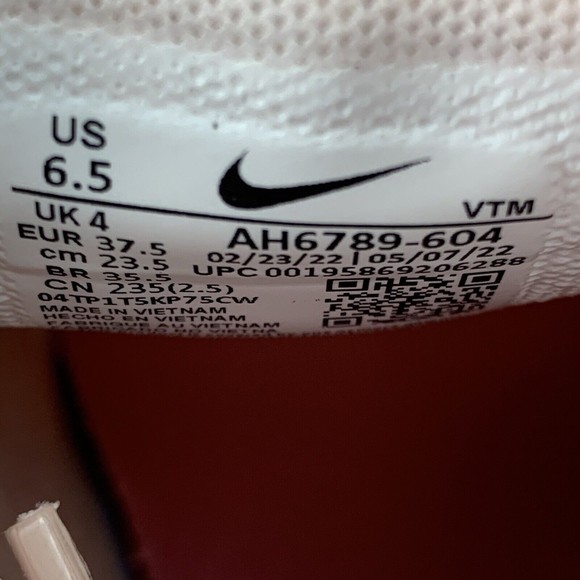 US
6.5
VTM
UK 4
EUR 37.5
cm 23.5
BR 35.5
CN 235(2.5)
04TP1T5KP75CW
MADE IN VIETNAM
HECHO EN VIETNAM
FABRIQUE AU VIETNAM
AH6789-604
02/23/22 | 05/07/22
UPC 00195869206288